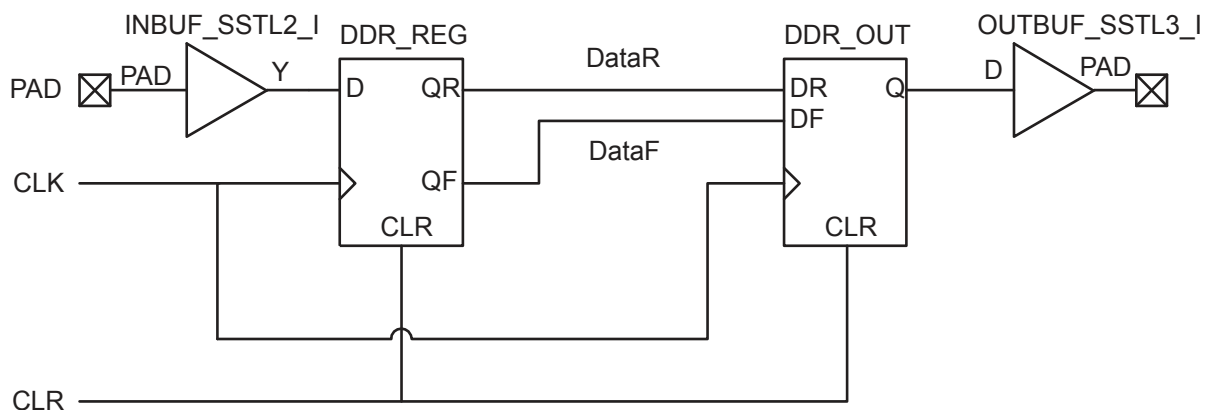 INBUF_SSTL2_I
DDR_REG
DDR_OUT
OUTBUF_SSTL3_I
PAD
PAD
Y
D
QR
DataR
DR
Q
D
PAD
DF
DataF
CLK
QF
CLR
CLR
CLR